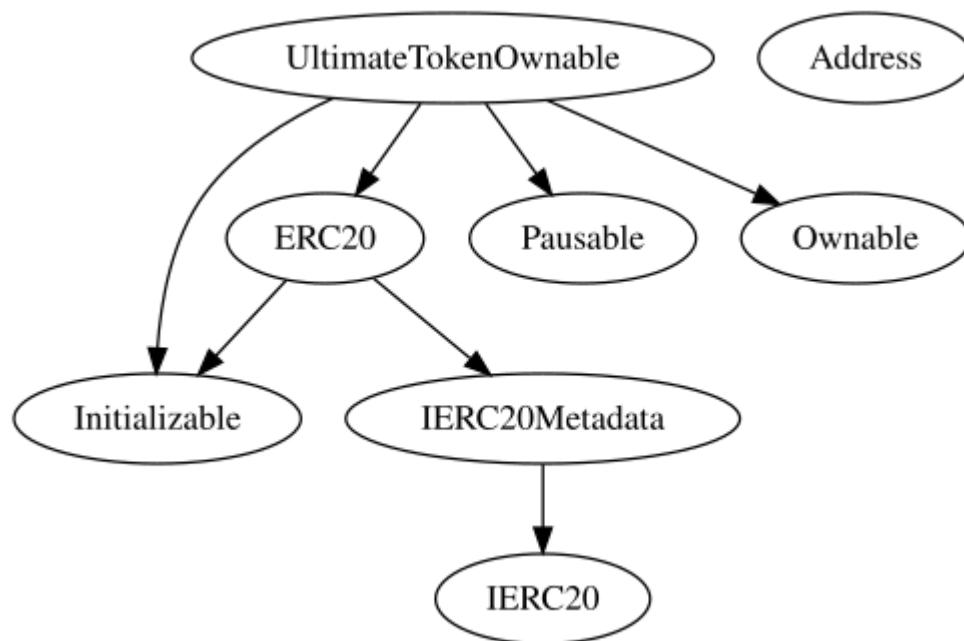 UltimateTokenOwnable
Address
ERC20
Pausable
Ownable
Initializable
IERC20Metadata
IERC20